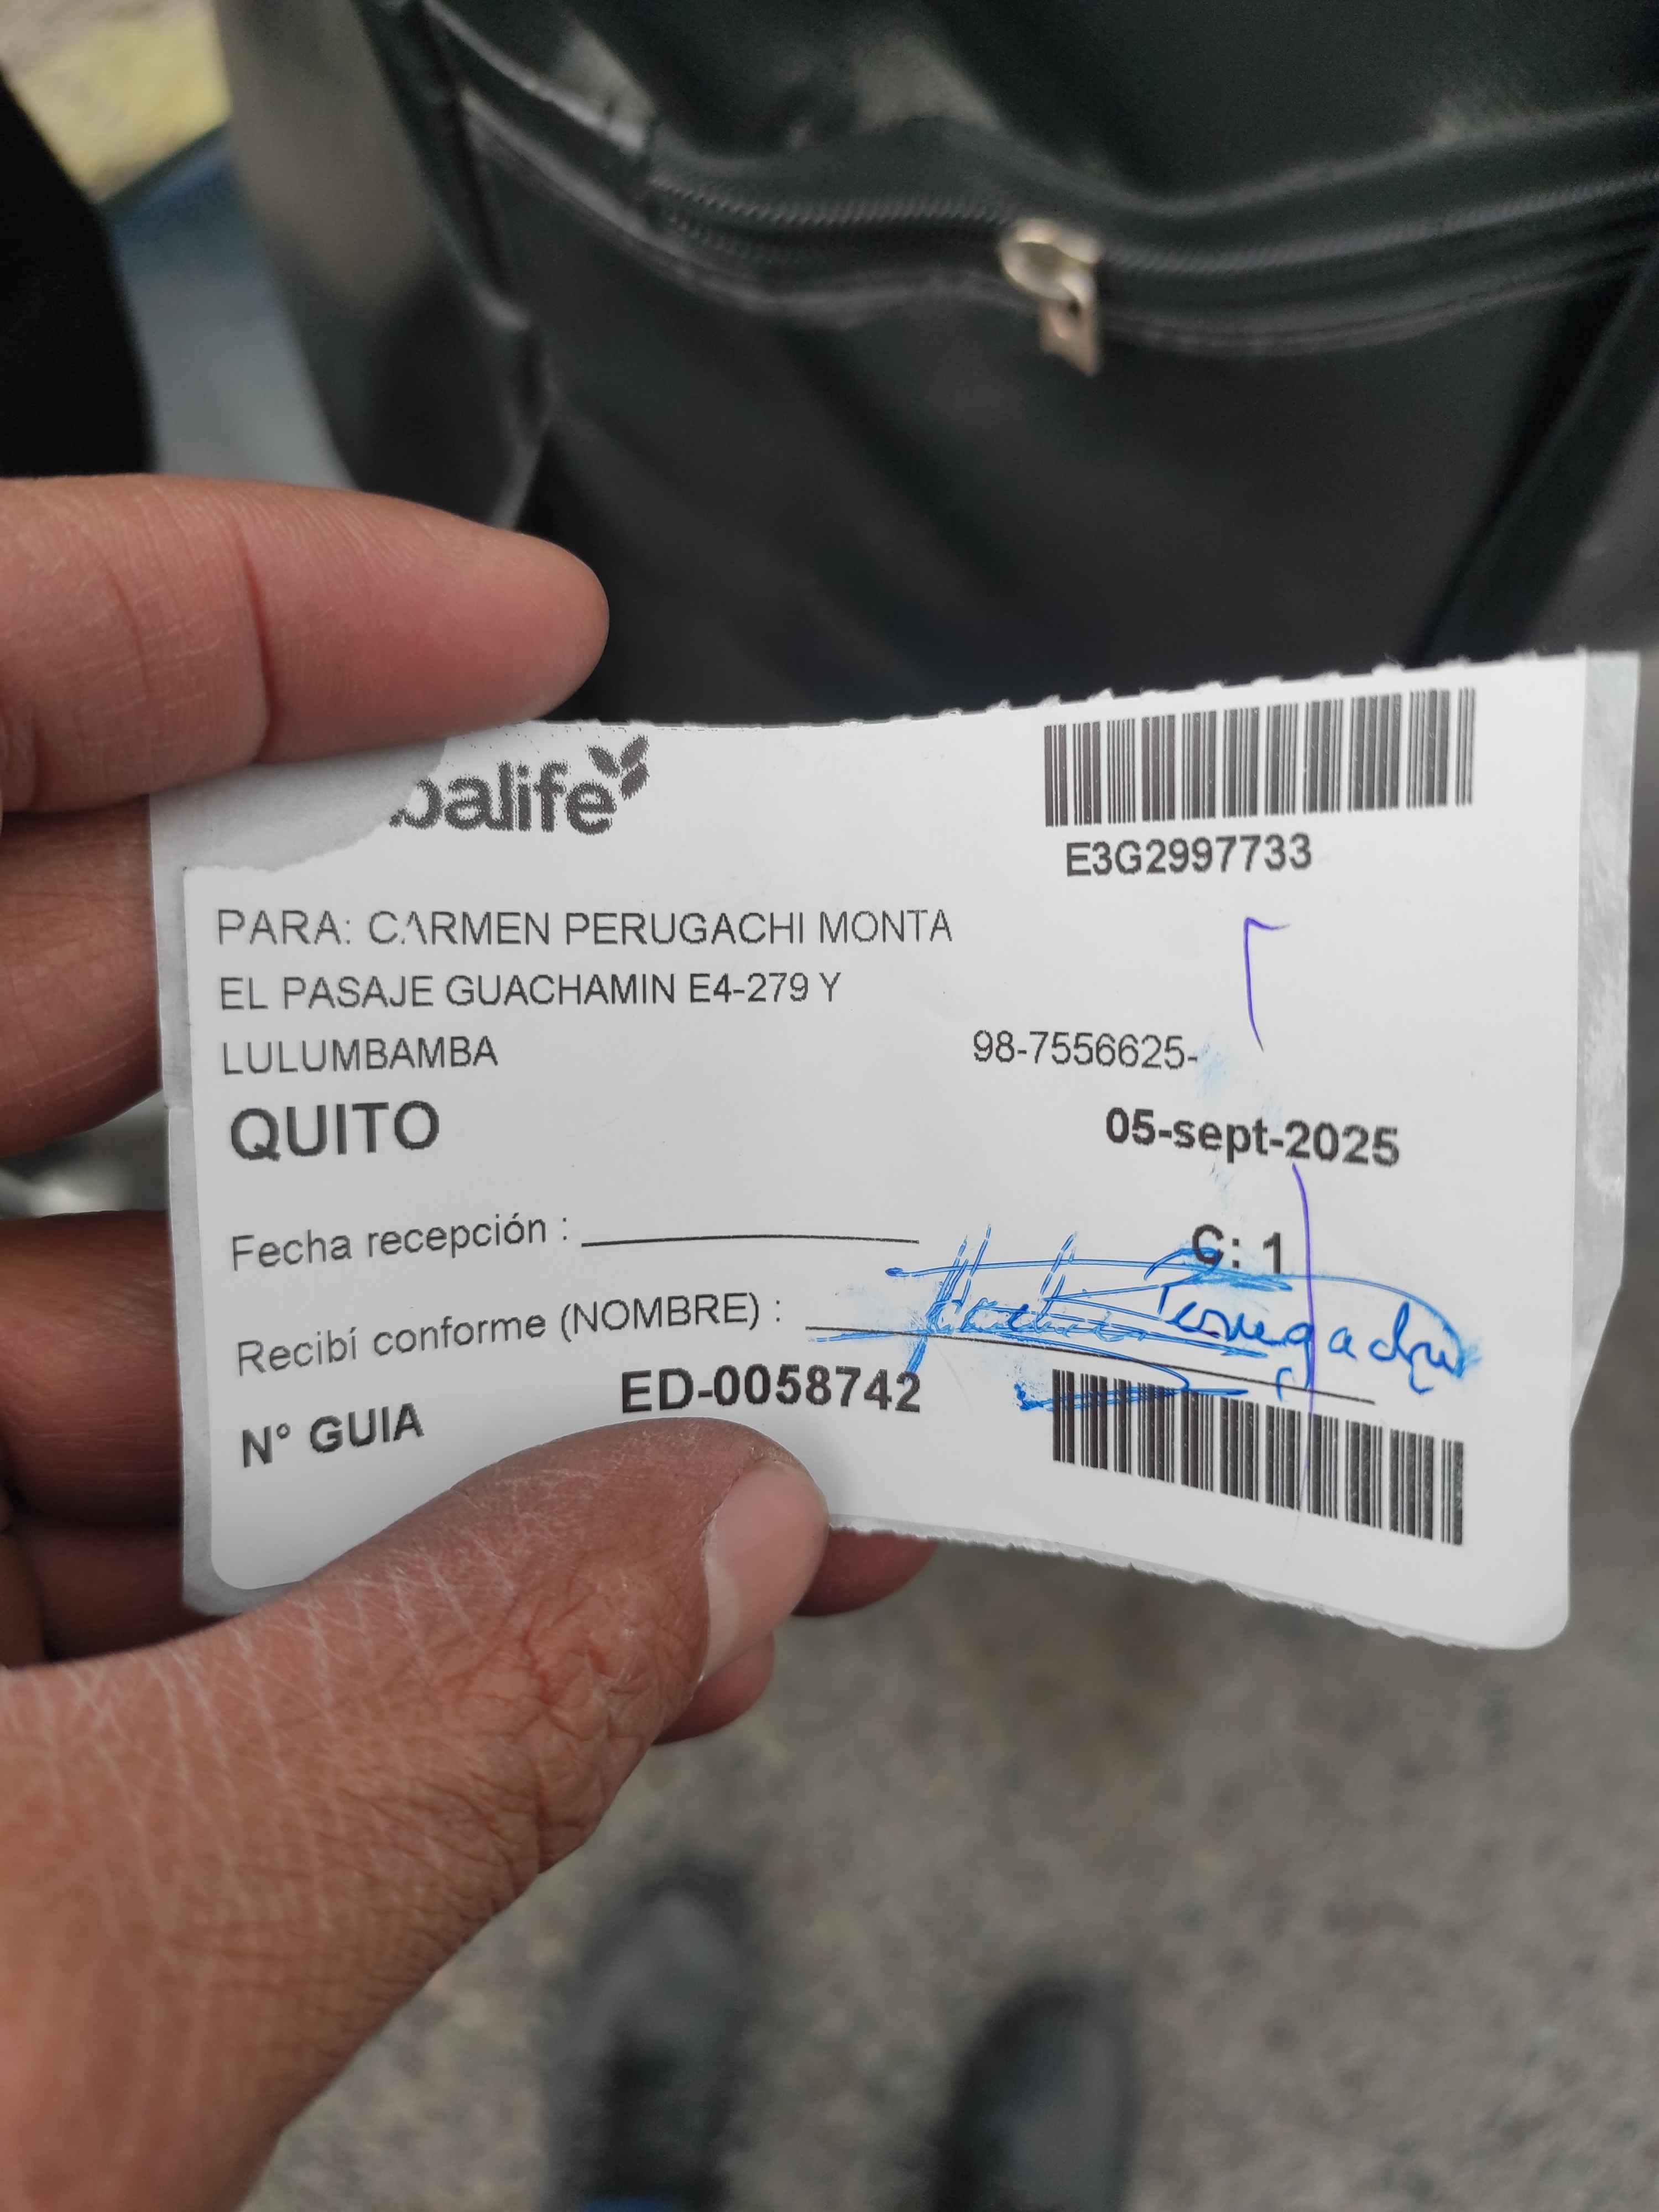 balife
E3G2997733
PARA: CARMEN PERUGACHI MONTA
EL PASAJE GUACHAMIN E4-279 Y
LULUMBAMBA
98-7556625-
QUITO
05-sept-2025
Fecha recepción :
C: 1
Recibí conforme (NOMBRE) : Perugachi
N° GUIA ED-0058742